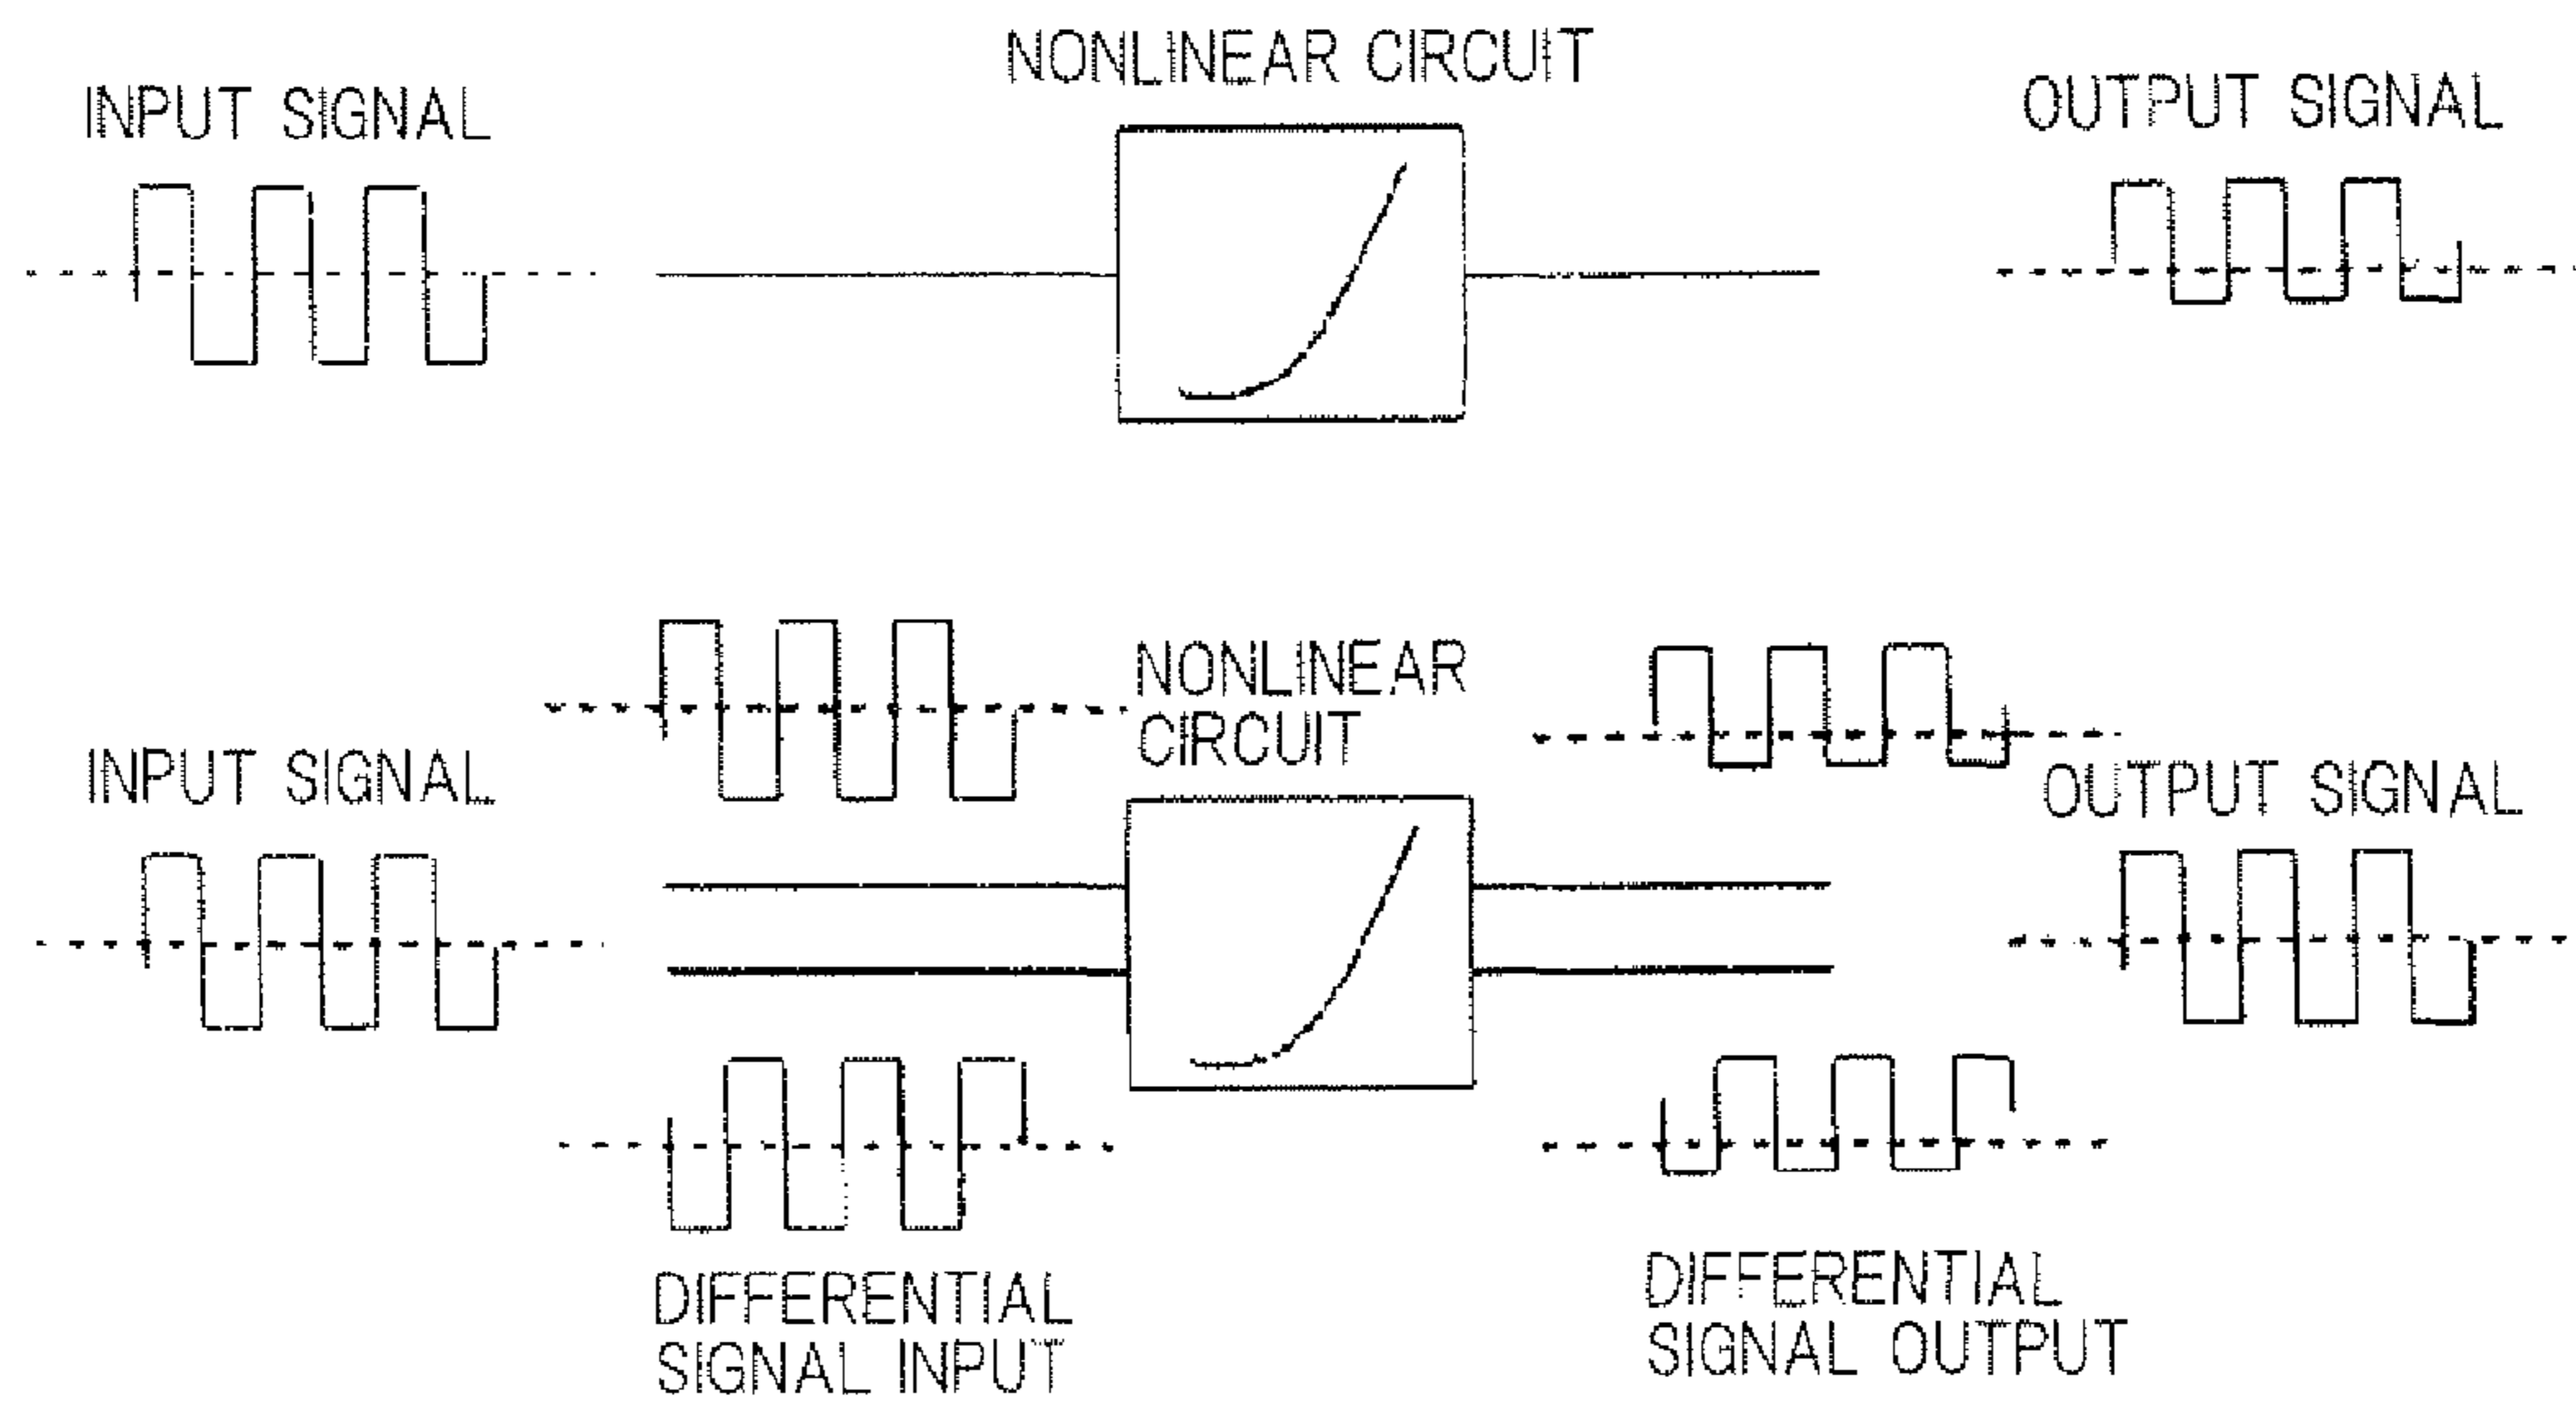 NONLINEAR CIRCUIT
INPUT SIGNAL
OUTPUT SIGNAL
NONLINEAR
CIRCUIT
INPUT SIGNAL
OUTPUT SIGNAL
DIFFERENTIAL
SIGNAL INPUT
DIFFERENTIAL
SIGNAL OUTPUT